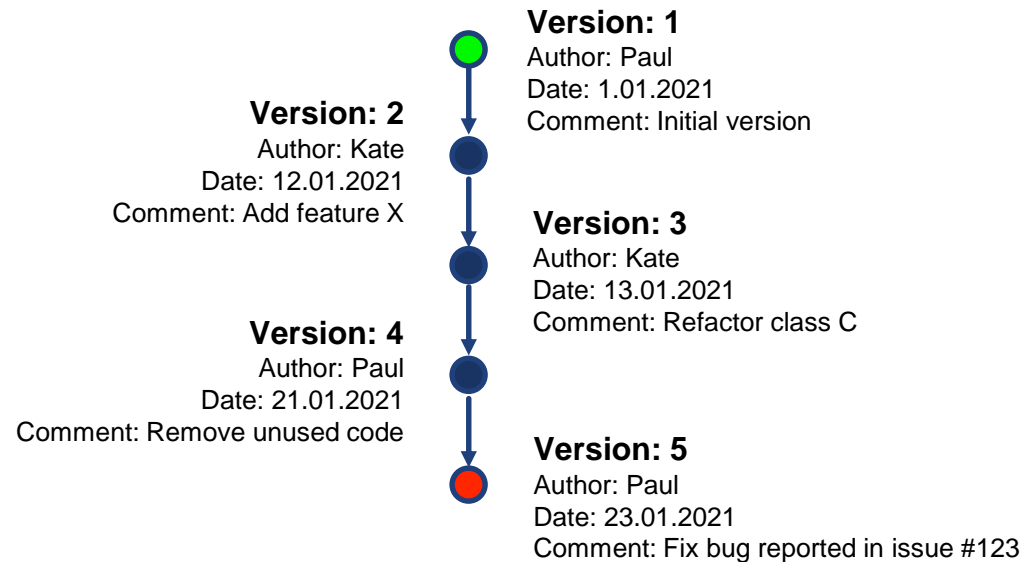 Version: 1
Author: Paul
Date: 1.01.2021
Comment: Initial version
Version: 2
Author: Kate
Date: 12.01.2021
Comment: Add feature X
Version: 3
Author: Kate
Date: 13.01.2021
Comment: Refactor class C
Version: 4
Author: Paul
Date: 21.01.2021
Comment: Remove unused code
Version: 5
Author: Paul
Date: 23.01.2021
Comment: Fix bug reported in issue #123